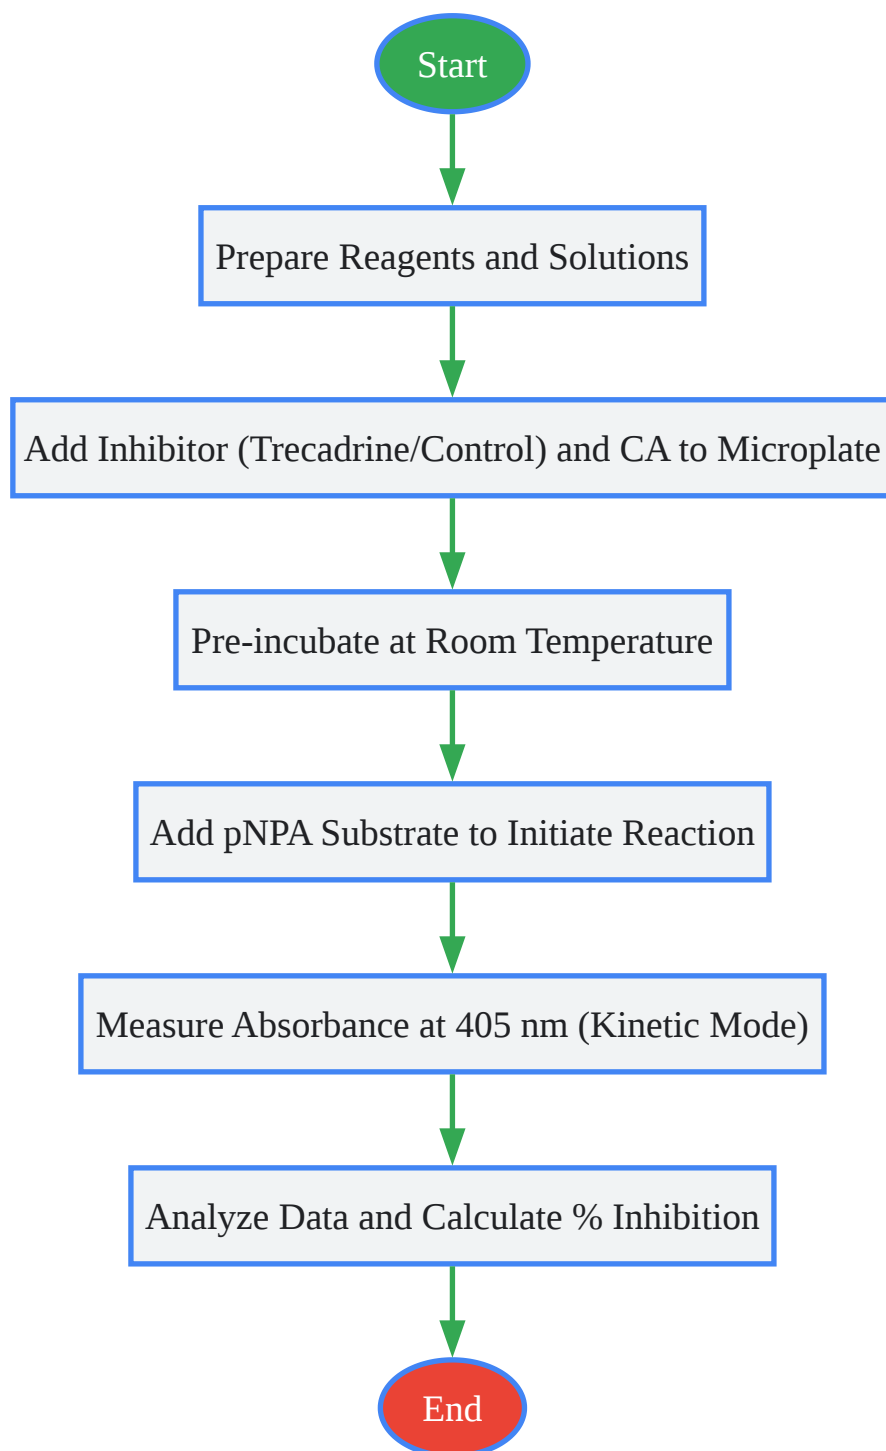 Start
Prepare Reagents and Solutions
Add Inhibitor (Trecadrine/Control) and CA to Microplate
Pre-incubate at Room Temperature
Add pNPA Substrate to Initiate Reaction
Measure Absorbance at 405 nm (Kinetic Mode)
Analyze Data and Calculate % Inhibition
End